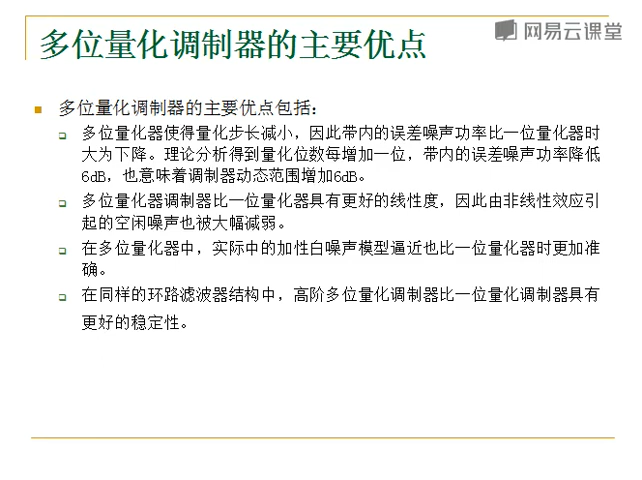 网易云课堂
多位量化调制器的主要优点
多位量化调制器的主要优点包括：
多位量化器使得量化步长减小，因此带内的误差噪声功率比一位量化器时
大为下降。理论分析得到量化位数每增加一位，带内的误差噪声功率降低
6dB，也意味着调制器动态范围增加6dB。
多位量化器调制器比一位量化器具有更好的线性度，因此由非线性效应引
起的空闲噪声也被大幅减弱。
在多位量化器中，实际中的加性白噪声模型逼近也比一位量化器时更加准
确。
在同样的环路滤波器结构中，高阶多位量化调制器比一位量化调制器具有
更好的稳定性。